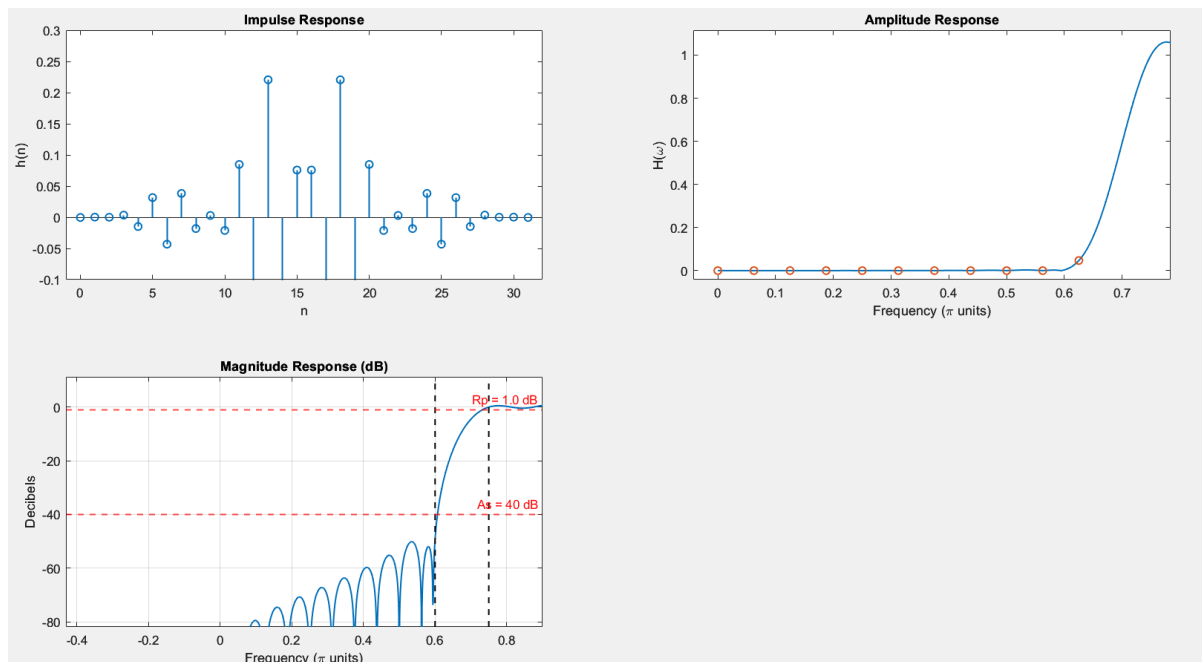 Impulse Response
0.3
0.25
0.2
0.15
0.1
0.05
0
-0.05
-0.1
h(n)
0 5 10 15 20 25 30
n
Amplitude Response
1
0.8
0.6
0.4
0.2
0
H(ω)
0 0.1 0.2 0.3 0.4 0.5 0.6 0.7
Frequency (π units)
Magnitude Response (dB)
0
-20
-40
-60
-80
Decibels
Rp = 1.0 dB
As = 40 dB
-0.4 -0.2 0 0.2 0.4 0.6 0.8
Frequency (π units)